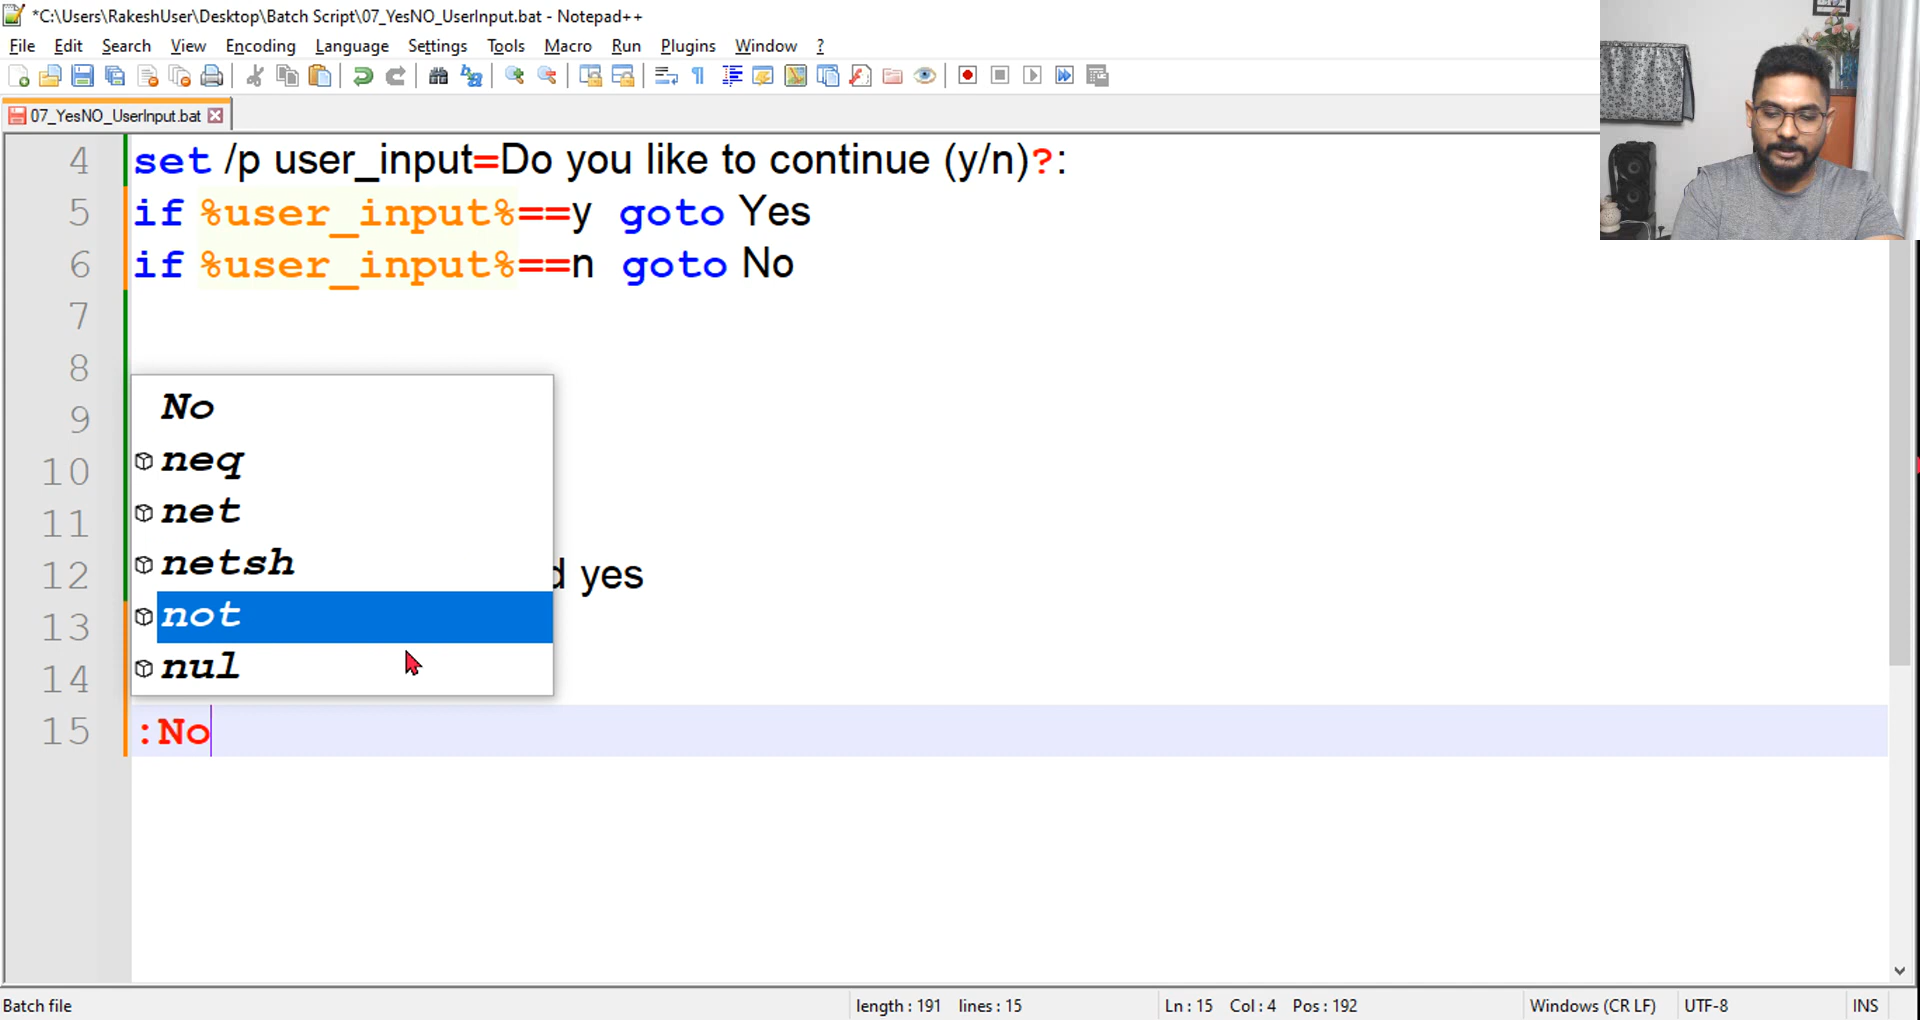 *C:\Users\RakeshUser\Desktop\Batch Script\07_YesNO_UserInput.bat - Notepad++
File Edit Search View Encoding Language Settings Tools Macro Run Plugins Window ?
07_YesNO_UserInput.bat
4 set /p user_input=Do you like to continue (y/n)?:
5 if %user_input%==y goto Yes
6 if %user_input%==n goto No
7
8
9
10
11
12 yes
13
14
15 :No
No
neq
net
netsh
not
nul
Batch file length : 191 lines : 15 Ln : 15 Col : 4 Pos : 192 Windows (CR LF) UTF-8 INS